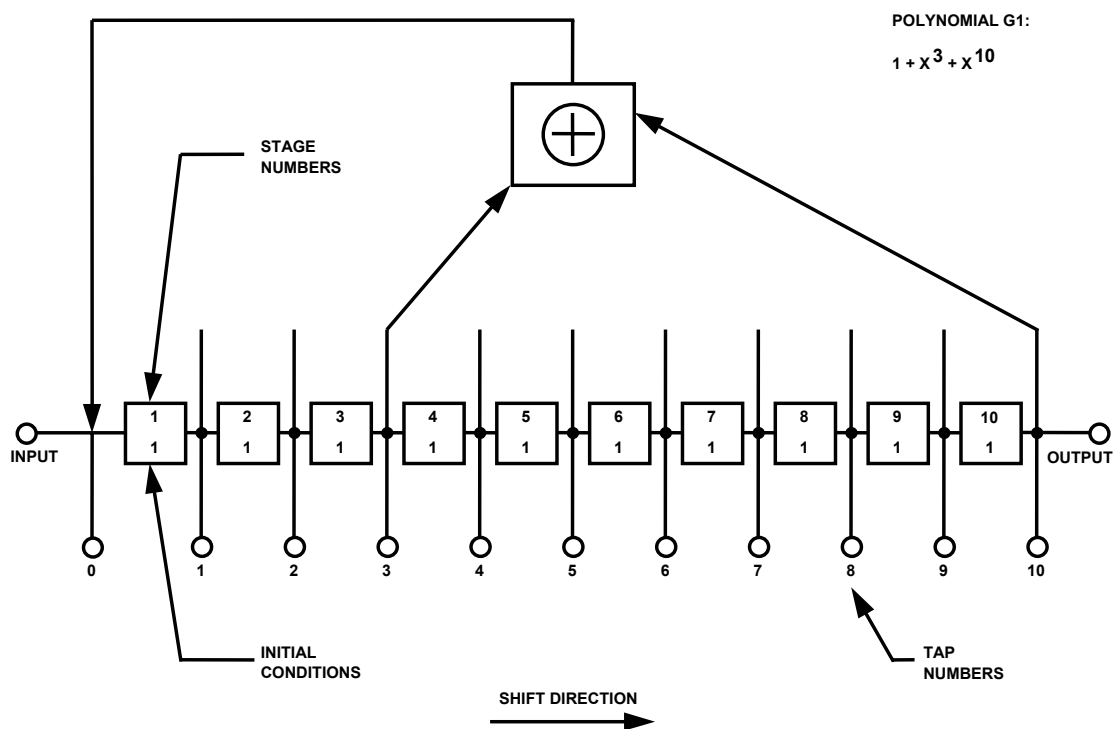 POLYNOMIAL G1:
1 + X^3 + X^10
STAGE
NUMBERS
1 2 3 4 5 6 7 8 9 10
1 1 1 1 1 1 1 1 1 1
INPUT
OUTPUT
0 1 2 3 4 5 6 7 8 9 10
INITIAL
CONDITIONS
TAP
NUMBERS
SHIFT DIRECTION